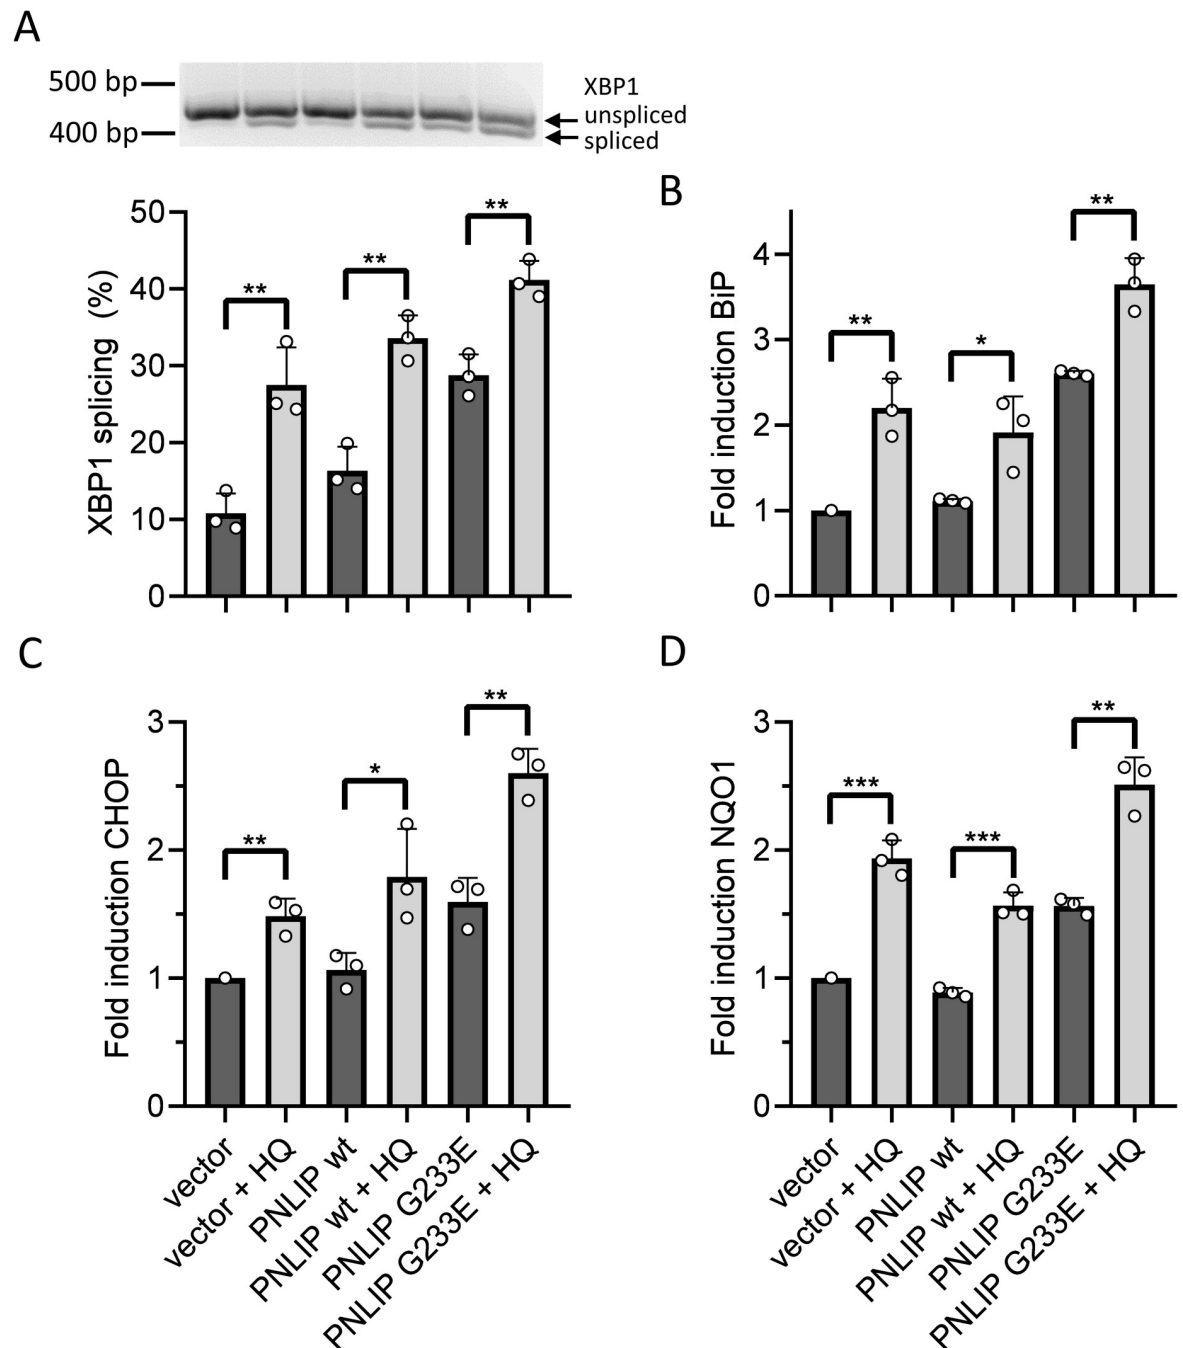 A
500 bp
400 bp
XBP1
unspliced
spliced
XBP1 splicing (%)
50
40
30
20
10
0
**
**
**
B
Fold induction BiP
4
3
2
1
0
**
*
**
C
Fold induction CHOP
3
2
1
0
**
*
**
vector
vector + HQ
PNLIP wt
PNLIP wt + HQ
PNLIP G233E
PNLIP G233E + HQ
D
Fold induction NQO1
3
2
1
0
***
***
**
vector
vector + HQ
PNLIP wt
PNLIP wt + HQ
PNLIP G233E
PNLIP G233E + HQ